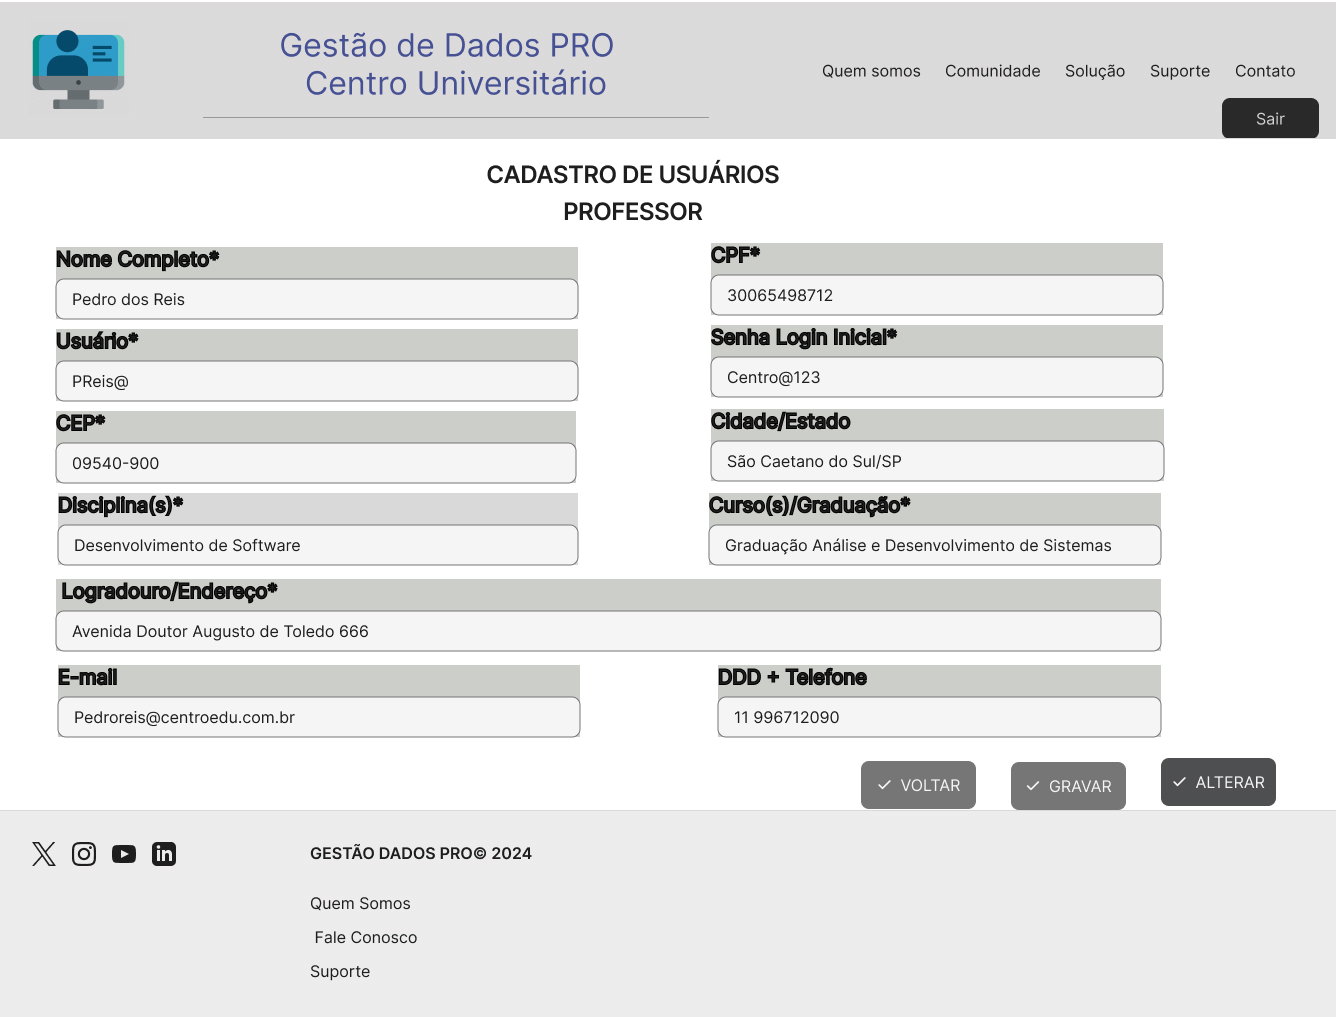 Gestão de Dados PRO
Centro Universitário
Quem somos
Comunidade
Solução
Suporte
Contato
Sair
CADASTRO DE USUÁRIOS
PROFESSOR
Nome Completo*
Pedro dos Reis
CPF*
30065498712
Usuário*
PReis@
Senha Login Inicial*
Centro@123
CEP*
09540-900
Cidade/Estado
São Caetano do Sul/SP
Disciplina(s)*
Desenvolvimento de Software
Curso(s)/Graduação*
Graduação Análise e Desenvolvimento de Sistemas
Logradouro/Endereço*
Avenida Doutor Augusto de Toledo 666
E-mail
Pedroreis@centroedu.com.br
DDD + Telefone
11 996712090
VOLTAR
GRAVAR
ALTERAR
GESTÃO DADOS PRO© 2024
Quem Somos
Fale Conosco
Suporte